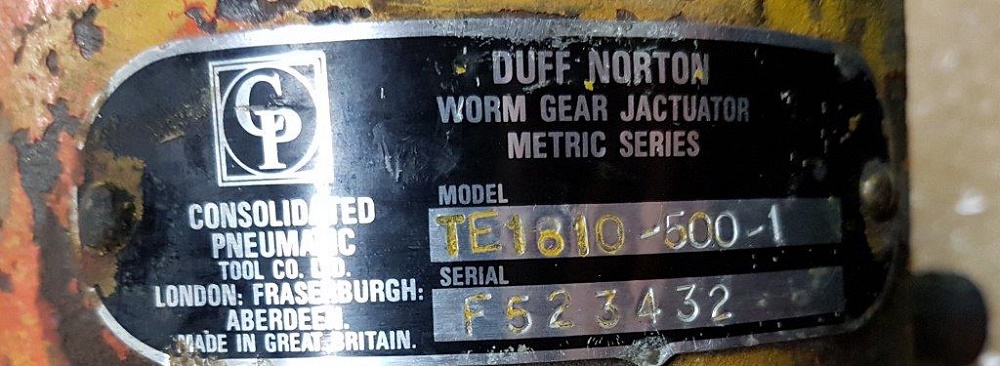 CP
CONSOLIDATED
PNEUMATIC
TOOL CO. LTD.
LONDON: FRASERBURGH:
ABERDEEN.
MADE IN GREAT BRITAIN.
DUFF NORTON
WORM GEAR JACTUATOR
METRIC SERIES
MODEL
TE1810-500-1
SERIAL
F523432